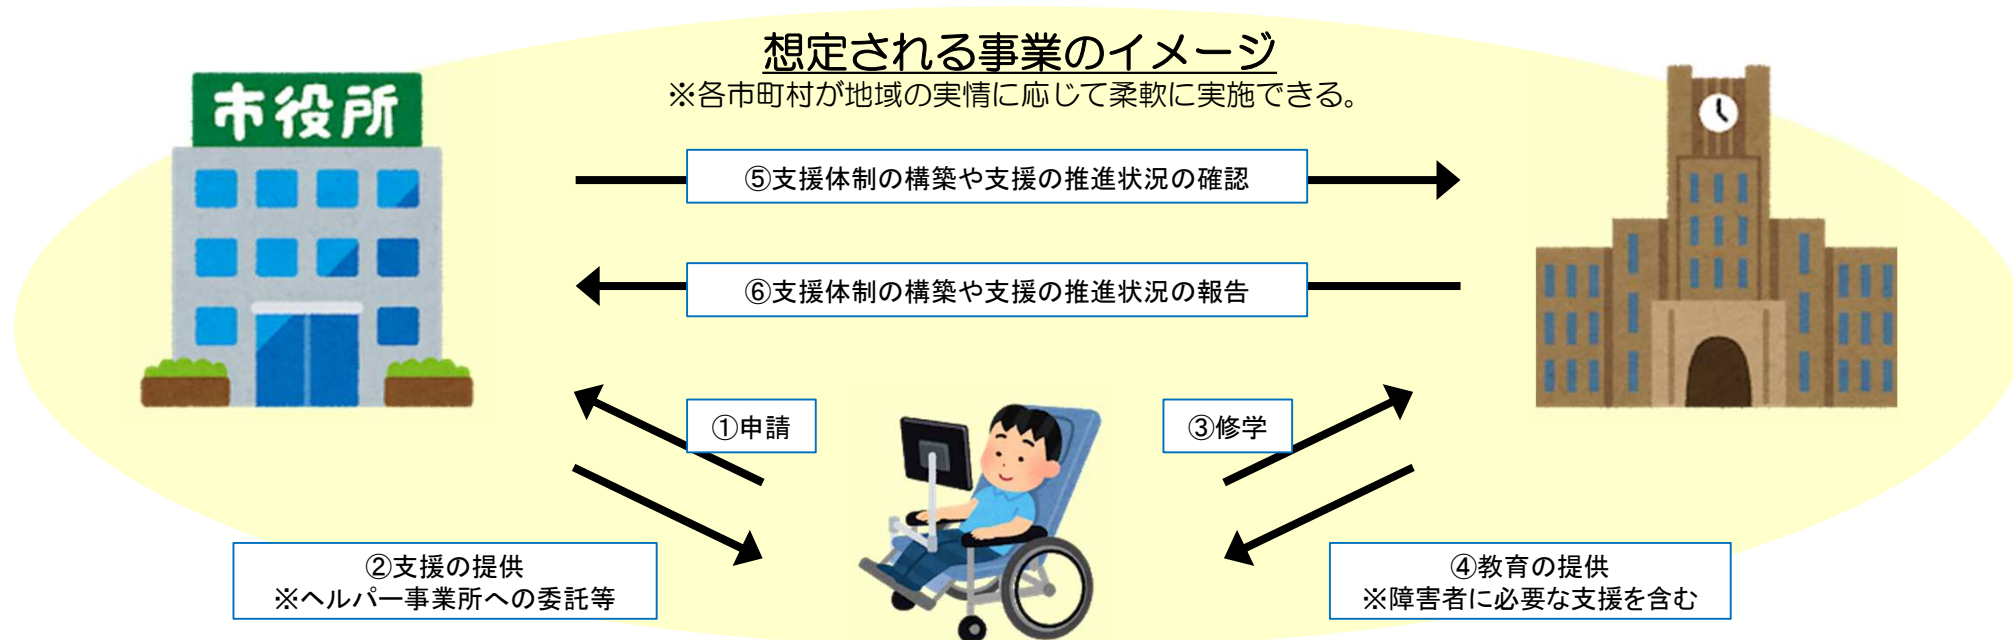 想定される事業のイメージ
※各市町村が地域の実情に応じて柔軟に実施できる。
市役所
⑤支援体制の構築や支援の推進状況の確認
⑥支援体制の構築や支援の推進状況の報告
①申請
③修学
②支援の提供
※ヘルパー事業所への委託等
④教育の提供
※障害者に必要な支援を含む